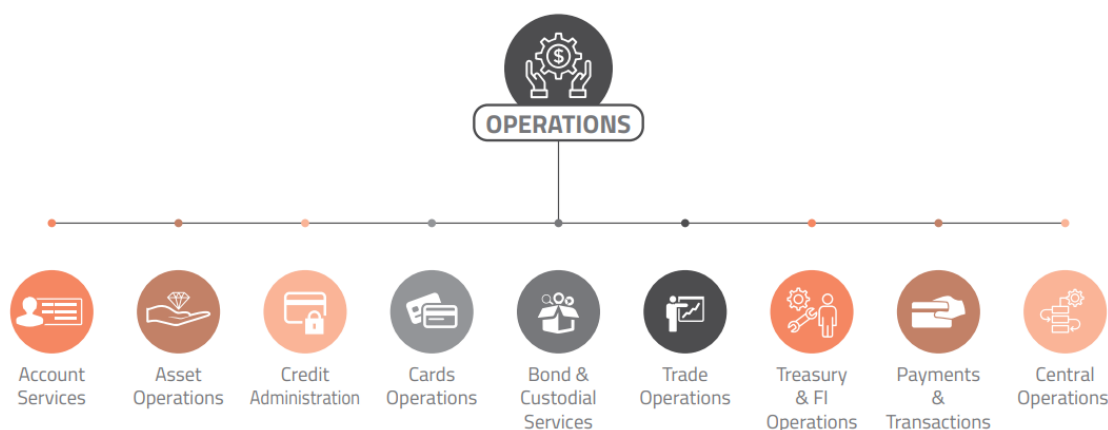 $
OPERATIONS
Account
Services
Asset
Operations
Credit
Administration
Cards
Operations
Bond &
Custodial
Services
Trade
Operations
Treasury
& FI
Operations
Payments
&
Transactions
Central
Operations